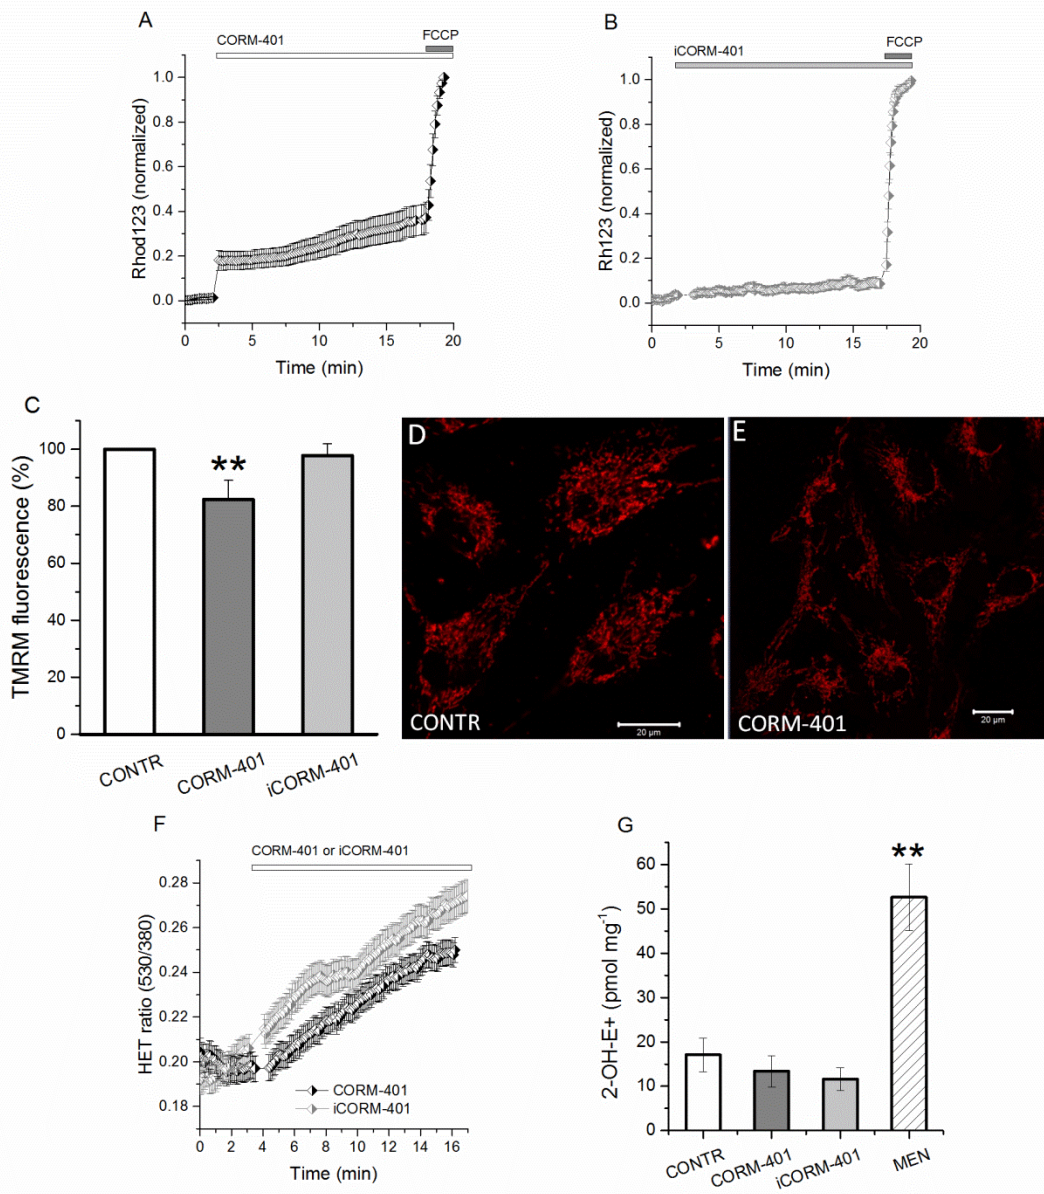 A
CORM-401
FCCP
1.0
0.8
0.6
0.4
0.2
0.0
Rhod123 (normalized)
0
5
10
15
20
Time (min)
B
iCORM-401
FCCP
1.0
0.8
0.6
0.4
0.2
0.0
Rh123 (normalized)
0
5
10
15
20
Time (min)
C
100
80
60
40
20
0
TMRM fluorescence (%)
**
CONTR
CORM-401
iCORM-401
D
CONTR
20 µm
E
CORM-401
20 µm
F
CORM-401 or iCORM-401
0.28
0.26
0.24
0.22
0.20
0.18
HET ratio (530/380)
CORM-401
iCORM-401
0
2
4
6
8
10
12
14
16
Time (min)
G
60
50
40
30
20
10
0
2-OH-E+ (pmol mg⁻¹)
**
CONTR
CORM-401
iCORM-401
MEN